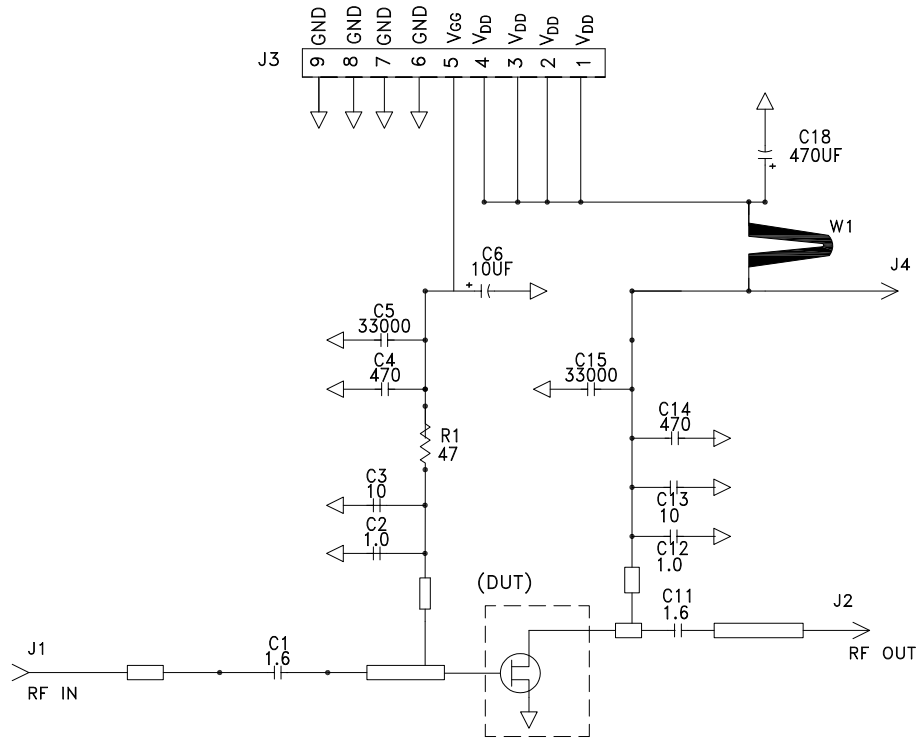 GND
GND
GND
GND
VGG
VDD
VDD
VDD
VDD
J3
9
8
7
6
5
4
3
2
1
C18
470UF
+
W1
J4
C6
10UF
+
C5
33000
C4
470
C15
33000
C14
470
R1
47
C3
10
C13
10
C2
1.0
C12
1.0
(DUT)
C11
1.6
J2
RF OUT
J1
RF IN
C1
1.6